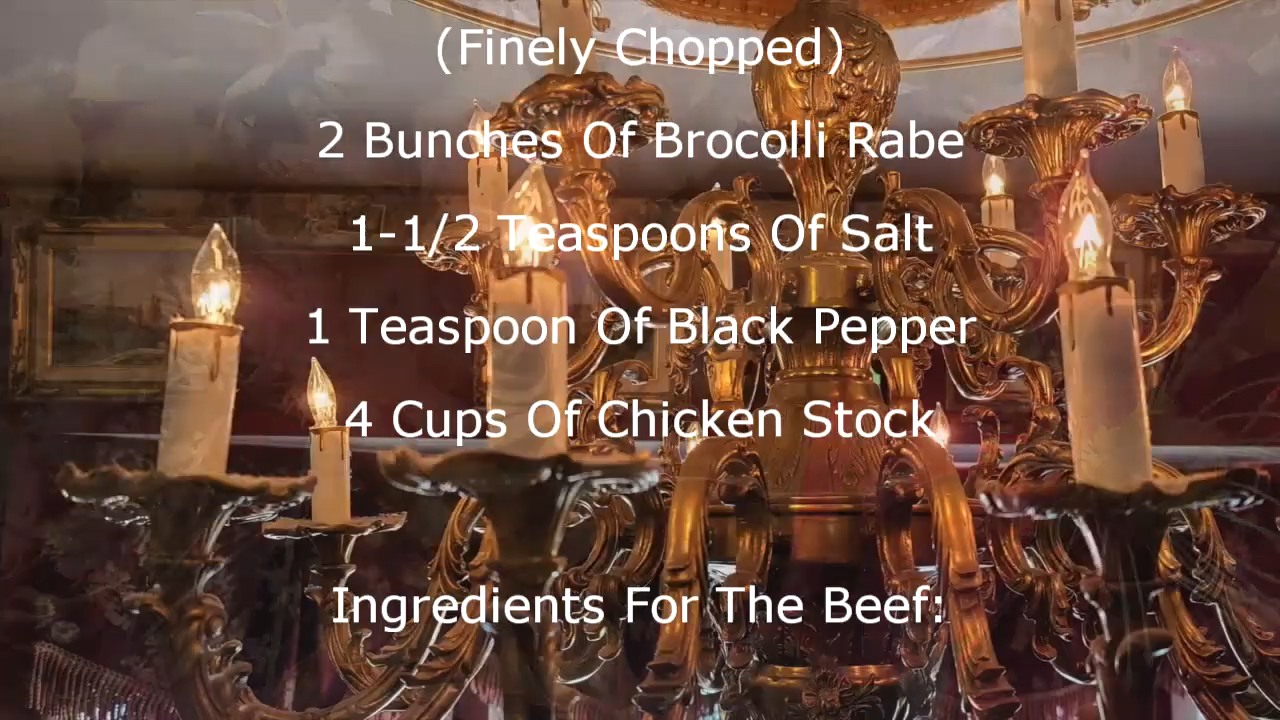 (Finely Chopped)
2 Bunches Of Brocolli Rabe
1-1/2 Teaspoons Of Salt
1 Teaspoon Of Black Pepper
4 Cups Of Chicken Stock
Ingredients For The Beef: